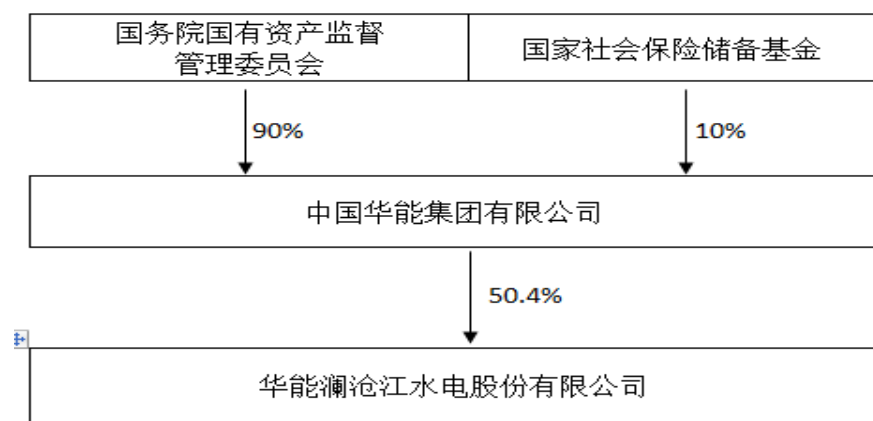 国务院国有资产监督
管理委员会
国家社会保险储备基金
90%
10%
中国华能集团有限公司
50.4%
华能澜沧江水电股份有限公司